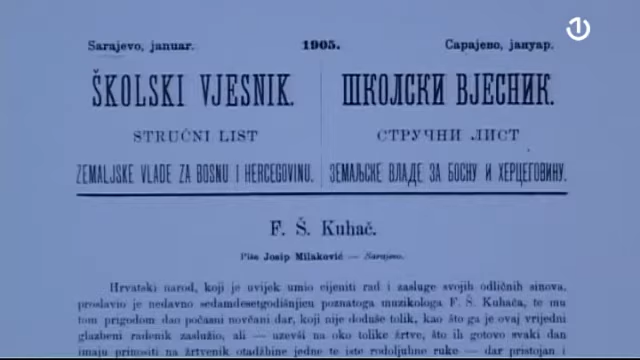 Sarajevo, januar. 1905. Сарајево, јануар.
ŠKOLSKI VJESNIK. ШКОЛСКИ ВЈЕСНИК.
STRUČNI LIST СТРУЧНИ ЛИСТ
ZEMALJSKE VLADE ZA BOSNU I HERCEGOVINU. ЗЕМАЉСКЕ ВЛАДЕ ЗА БОСНУ И ХЕРЦЕГОВИНУ.
F. Š. Kuhač.
Piše Josip Milaković — Sarajevo.
Hrvatski narod, koji je uvijek umio cijeniti rad i zasluge svojih odličnih sinova,
proslavio je nedavno sedamdesetgodišnjicu poznatoga muzikologa F. Š. Kuhača, te mu
tom prigodom dao počasni novčani dar, koji nije doduše tolik, kao što ga je ovaj vrijedni
glazbeni radenik zaslužio, ali — uzevši na oko tolike žrtve, što ih gotovo svaki dan
imaju primositi na žrtvenik otadžbine jedne te iste rodoljubne ruke — dar pristojan i